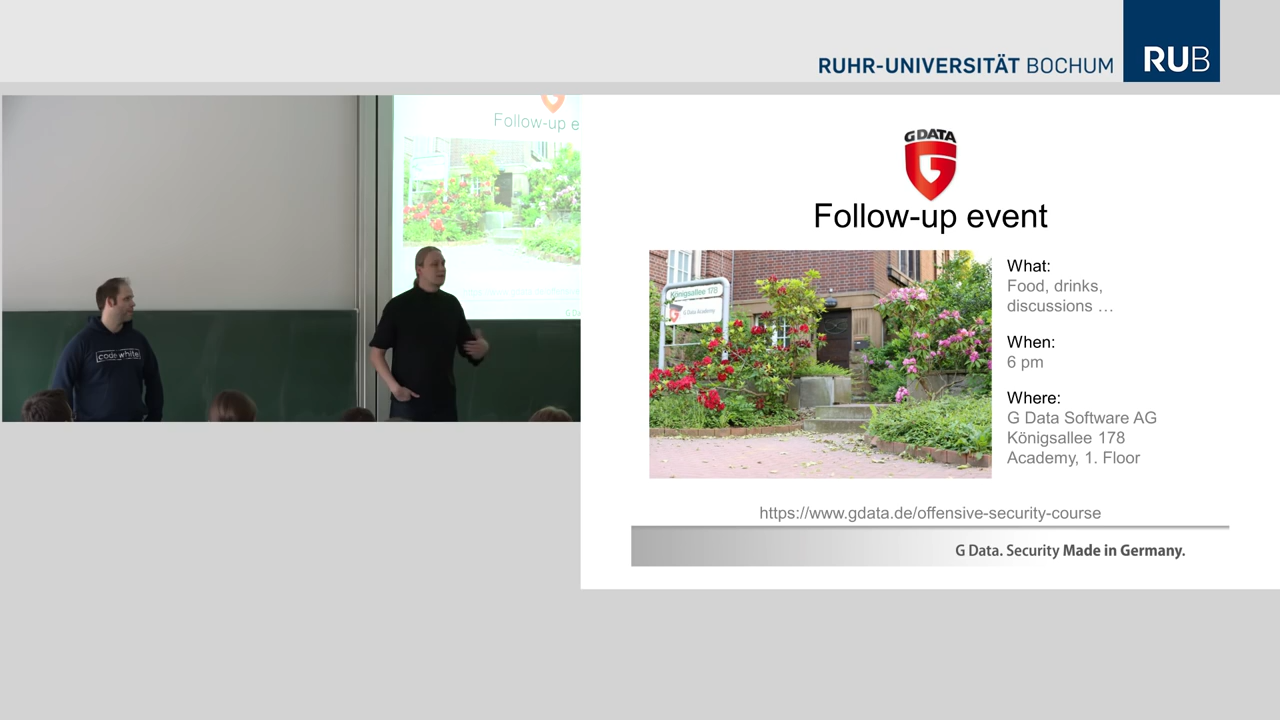 RUHR-UNIVERSITÄT BOCHUM
RUB
Follow-up e
code white
G DATA
G
Follow-up event
Königsallee 178
G Data Academy
What:
Food, drinks,
discussions …
When:
6 pm
Where:
G Data Software AG
Königsallee 178
Academy, 1. Floor
https://www.gdata.de/offensive-security-course
G Data. Security Made in Germany.